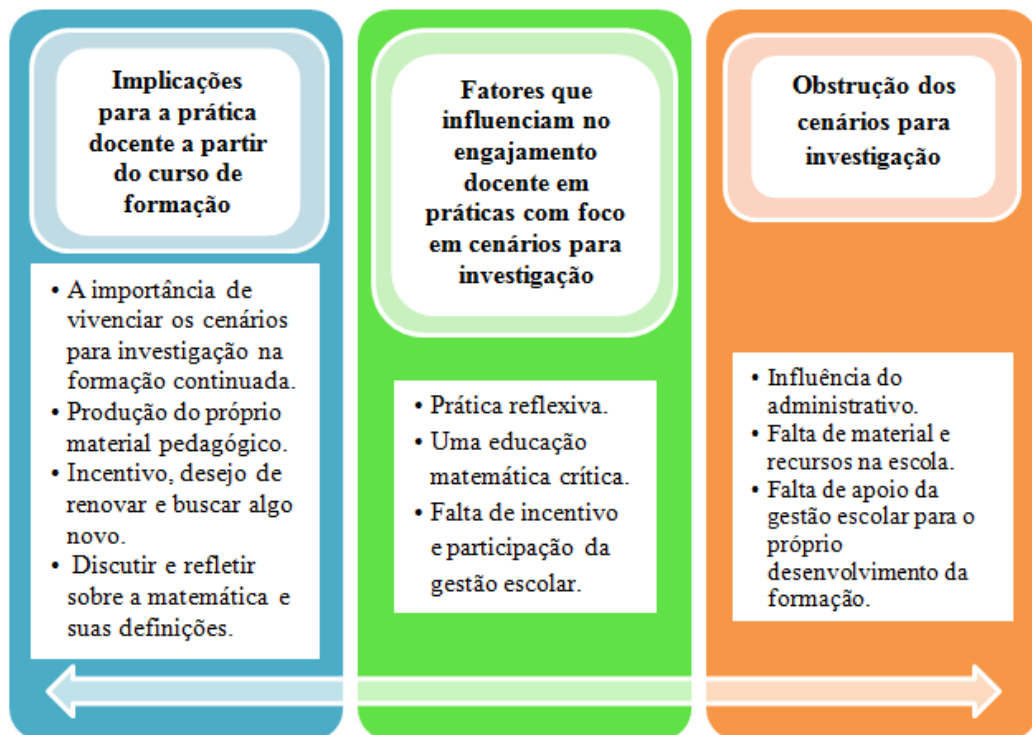 Implicações
para a prática
docente a partir
do curso de
formação
• A importância de
vivenciar os cenários
para investigação na
formação continuada.
• Produção do próprio
material pedagógico.
• Incentivo, desejo de
renovar e buscar algo
novo.
• Discutir e refletir
sobre a matemática e
suas definições.
Fatores que
influenciam no
engajamento
docente em
práticas com foco
em cenários para
investigação
• Prática reflexiva.
• Uma educação
matemática crítica.
• Falta de incentivo
e participação da
gestão escolar.
Obstrução dos
cenários para
investigação
• Influência do
administrativo.
• Falta de material e
recursos na escola.
• Falta de apoio da
gestão escolar para o
próprio
desenvolvimento da
formação.